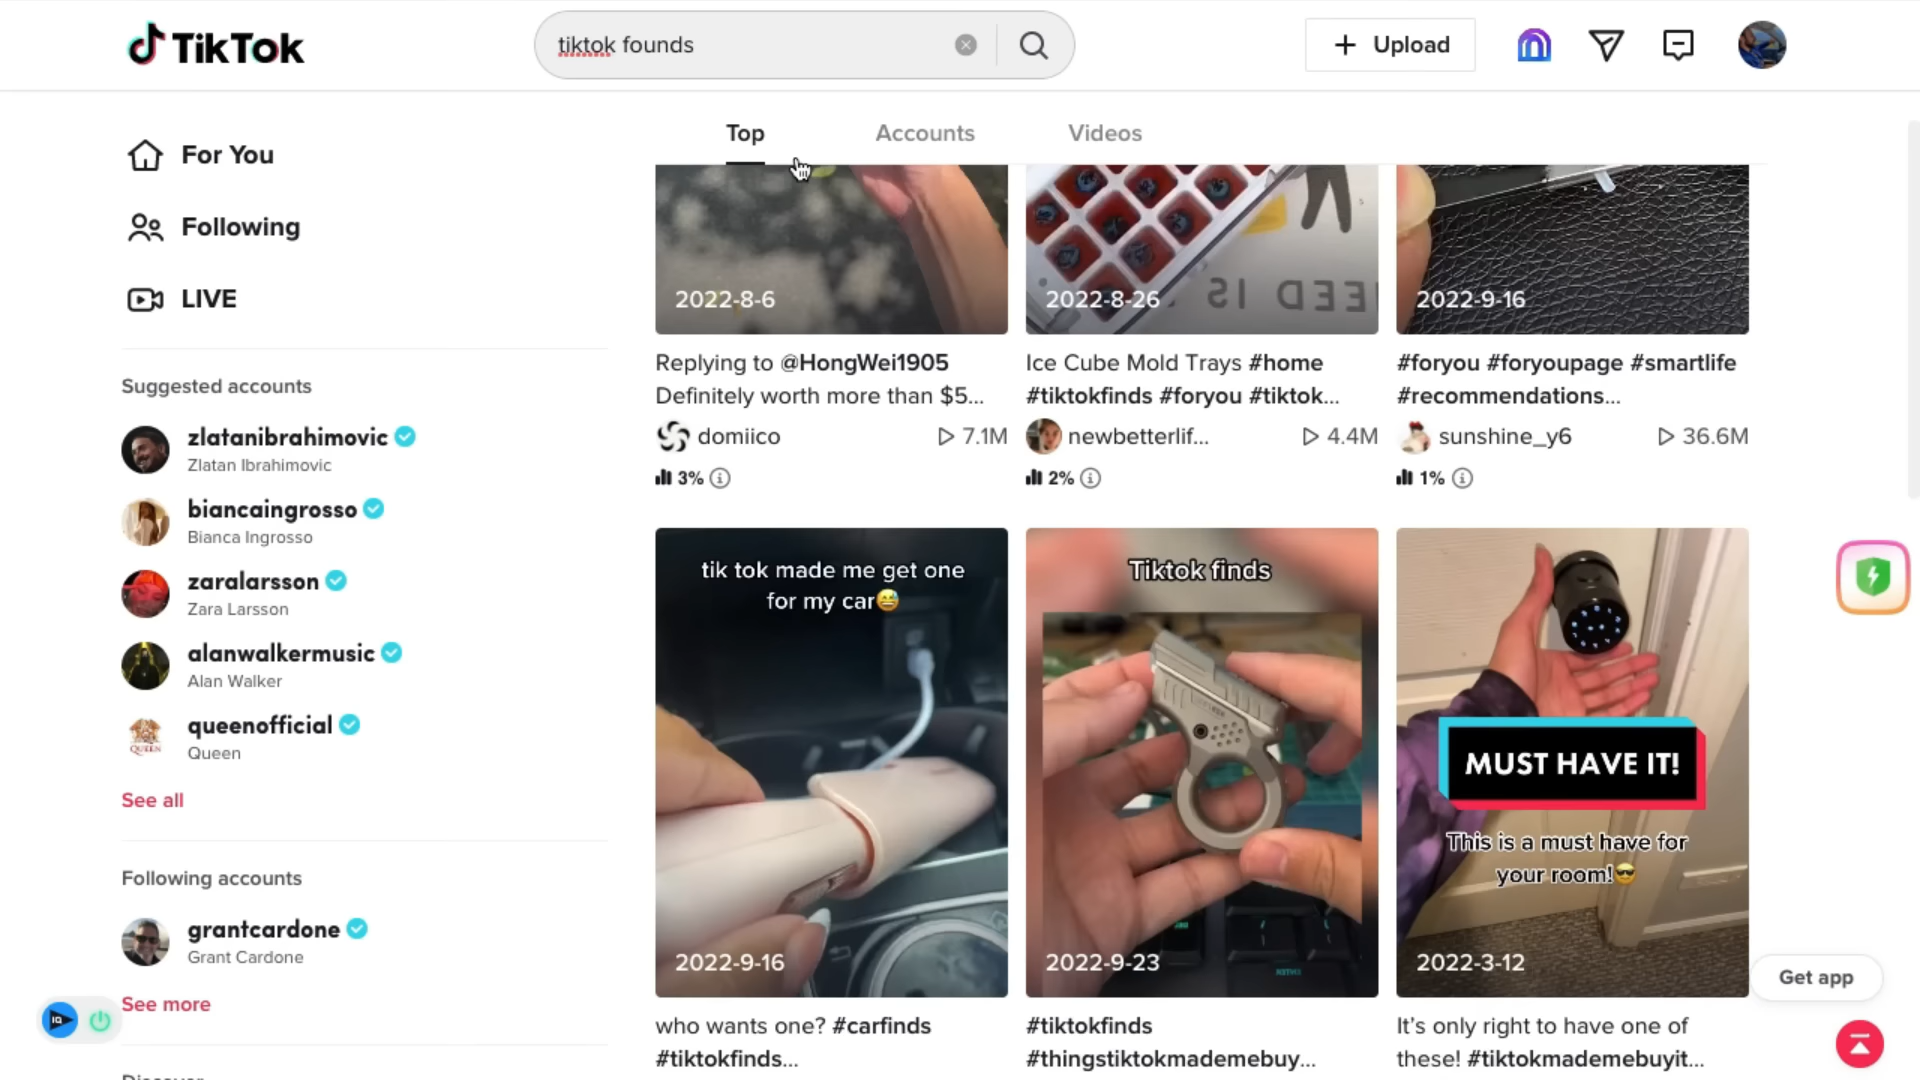 TikTok
tiktok founds
Upload
For You
Following
LIVE
Suggested accounts
zlatanibrahimovic
Zlatan Ibrahimovic
biancaingrosso
Bianca Ingrosso
zaralarsson
Zara Larsson
alanwalkermusic
Alan Walker
QUEEN
queenofficial
Queen
See all
Following accounts
grantcardone
Grant Cardone
See more
IQ
Top Accounts Videos
2022-8-6
Replying to @HongWei1905
Definitely worth more than $5...
domiico 7.1M
3%
EED IS
2022-8-26
Ice Cube Mold Trays #home
#tiktokfinds #foryou #tiktok...
newbetterlif... 4.4M
2%
2022-9-16
#foryou #foryoupage #smartlife
#recommendations...
sunshine_y6 36.6M
1%
tik tok made me get one
for my car😅
2022-9-16
who wants one? #carfinds
#tiktokfinds...
Tiktok finds
2022-9-23
#tiktokfinds
#thingstiktokmademebuy...
MUST HAVE IT!
This is a must have for
your room!😎
2022-3-12
It's only right to have one of
these! #tiktokmademebuyit...
Get app